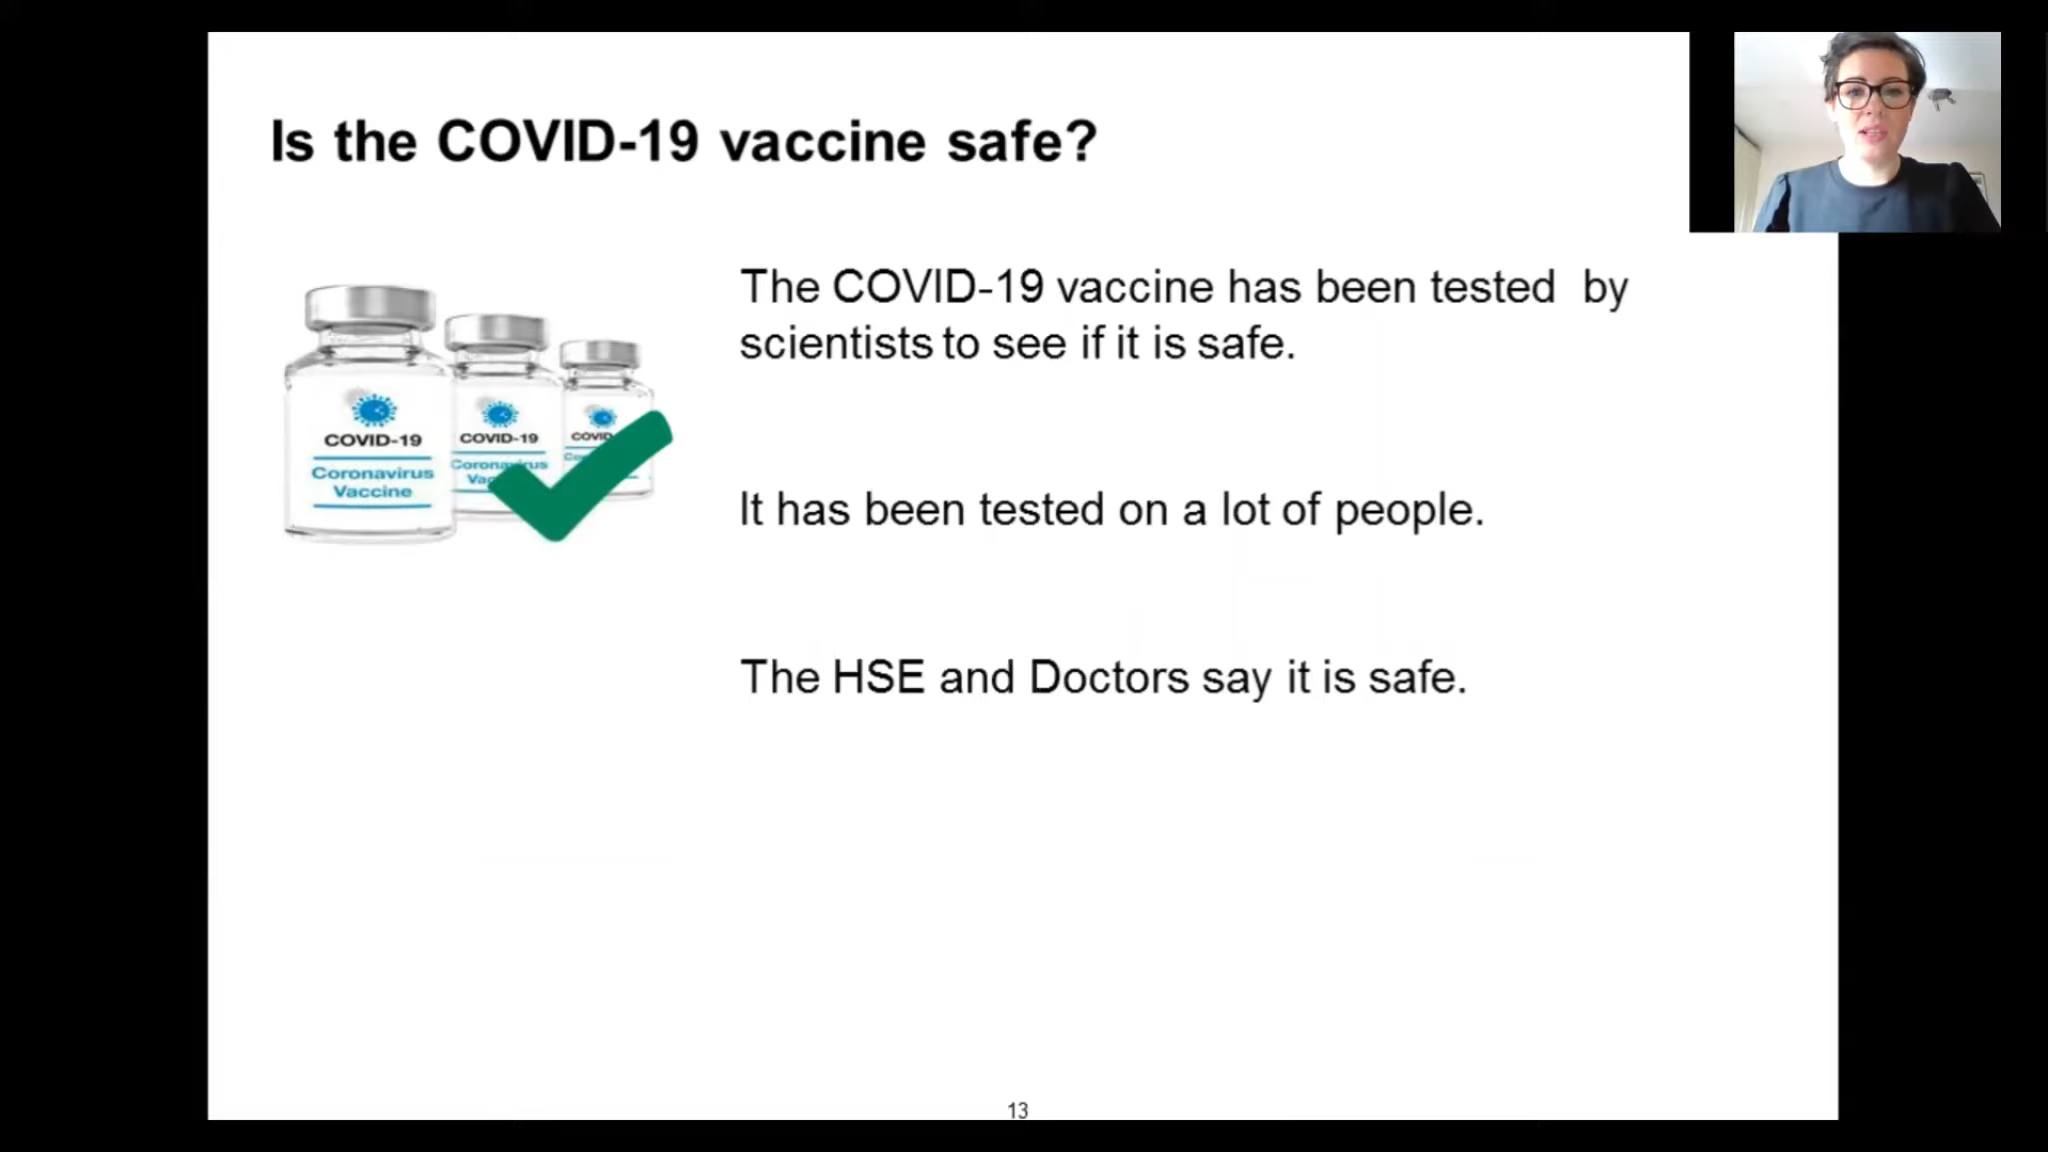 Is the COVID-19 vaccine safe?
The COVID-19 vaccine has been tested by
scientists to see if it is safe.
It has been tested on a lot of people.
The HSE and Doctors say it is safe.
COVID-19
Coronavirus
Vaccine
COVID-19
Coronavirus
13